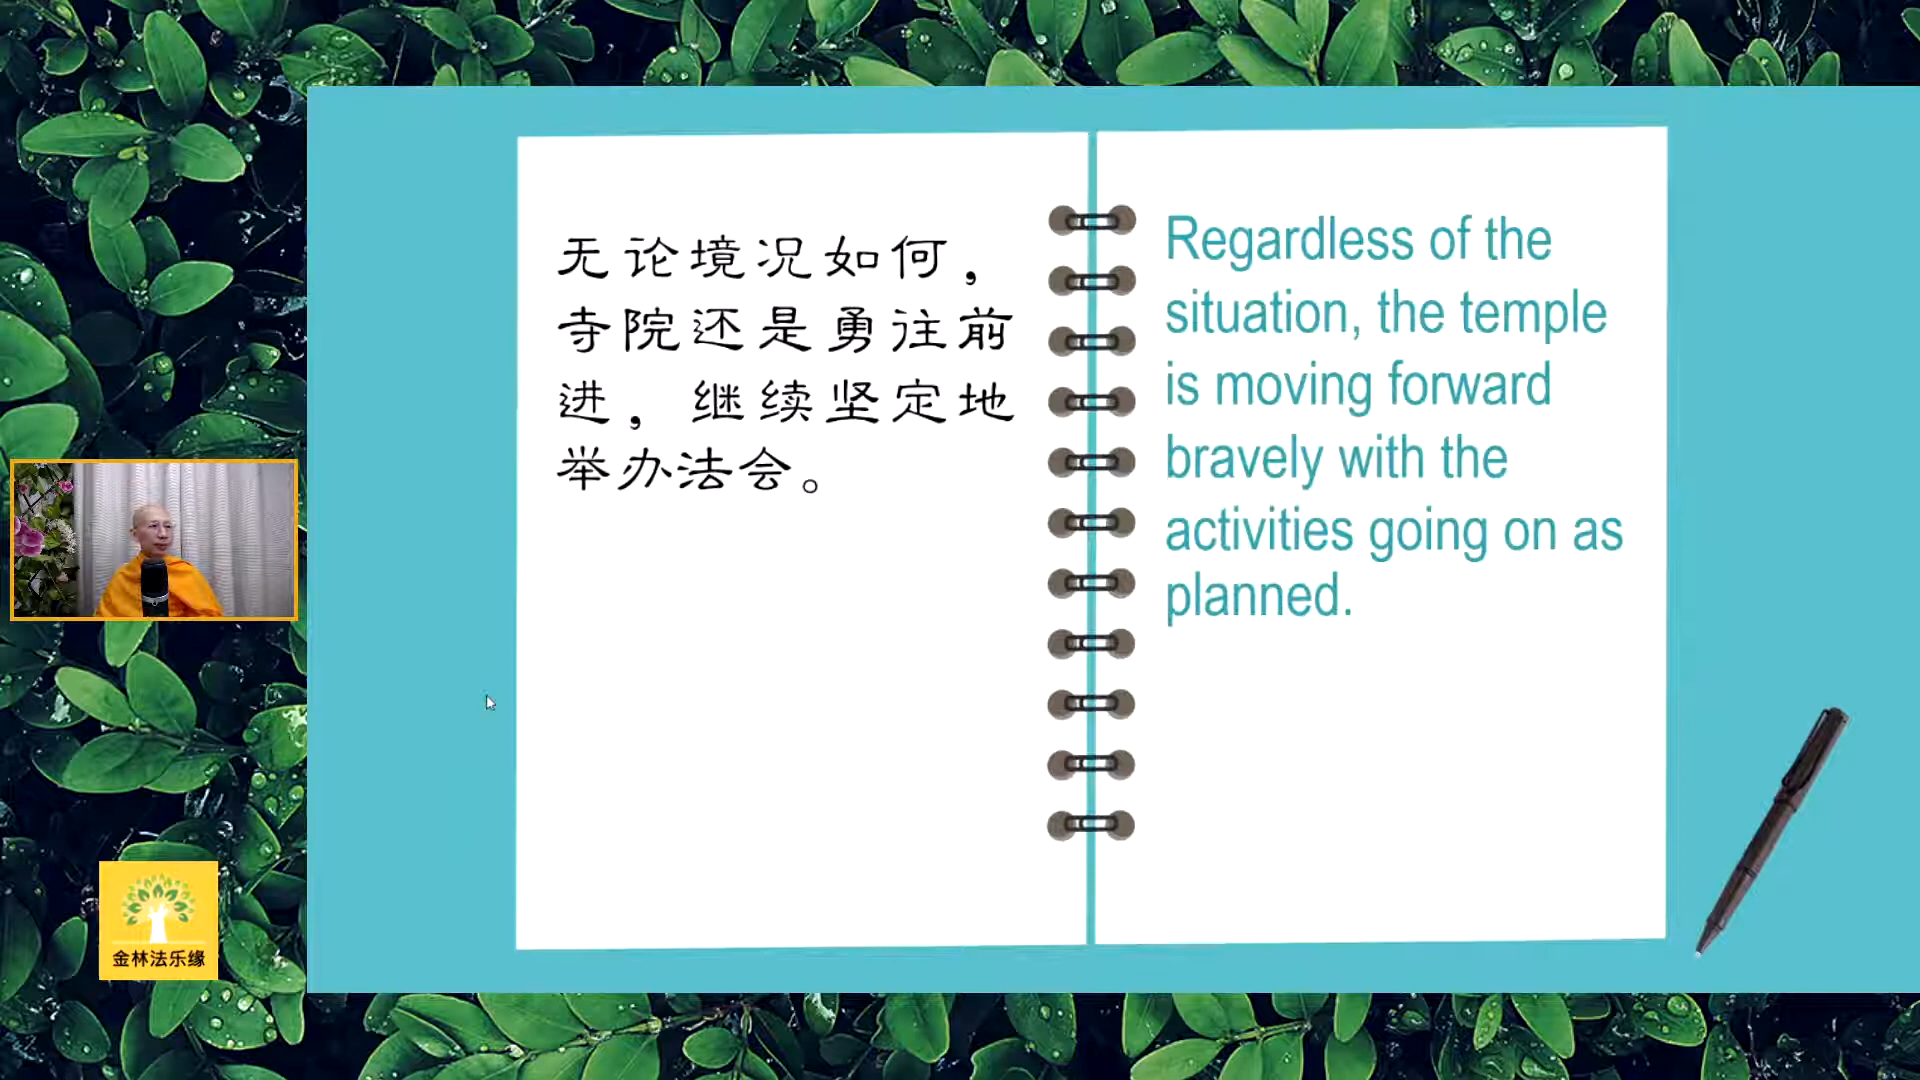 无论境况如何，
寺院还是勇往前
进，继续坚定地
举办法会。
Regardless of the
situation, the temple
is moving forward
bravely with the
activities going on as
planned.
金林法乐缘